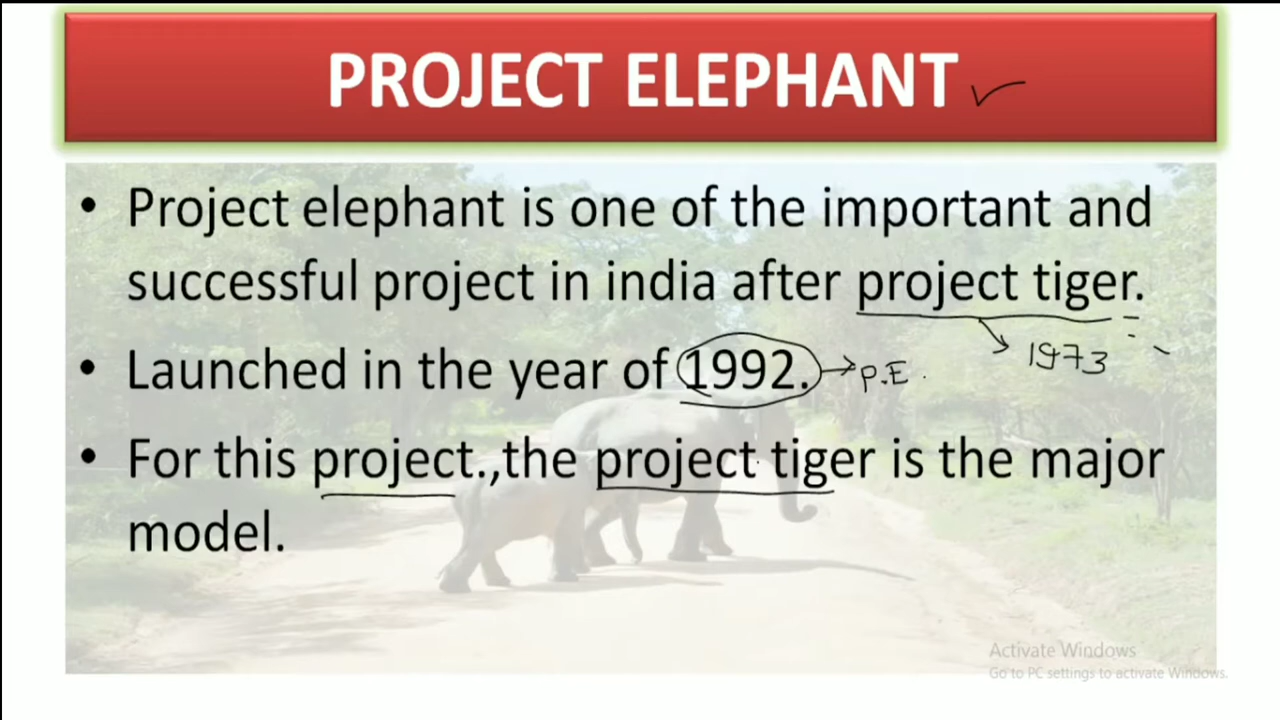 PROJECT ELEPHANT
• Project elephant is one of the important and
successful project in india after project tiger.
1973
• Launched in the year of 1992.
P.E
• For this project.,the project tiger is the major
model.
Activate Windows
Go to PC settings to activate Windows.